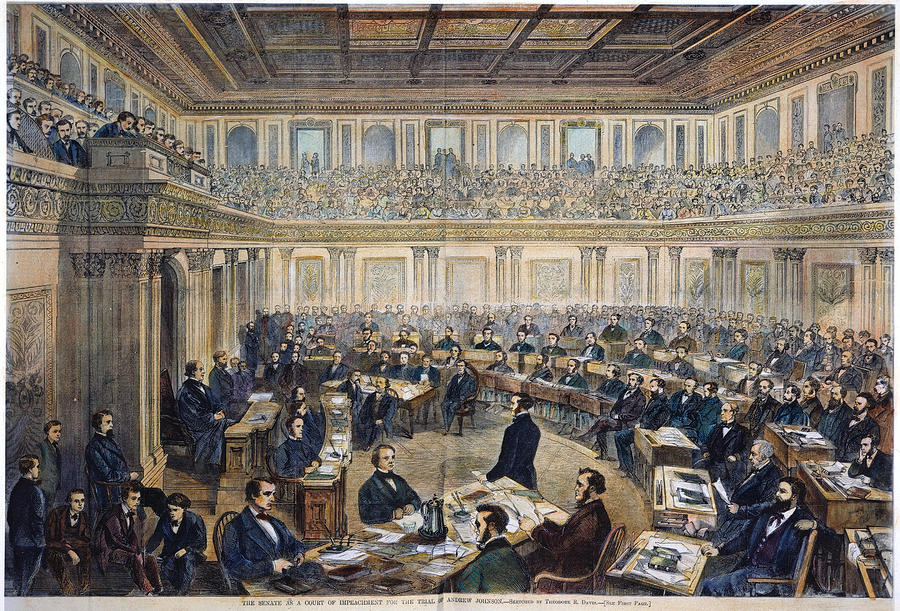 THE SENATE AS A COURT OF IMPEACHMENT FOR THE TRIAL OF ANDREW JOHNSON.—SKETCHED BY THEODORE R. DAVIS.—[SEE FIRST PAGE.]